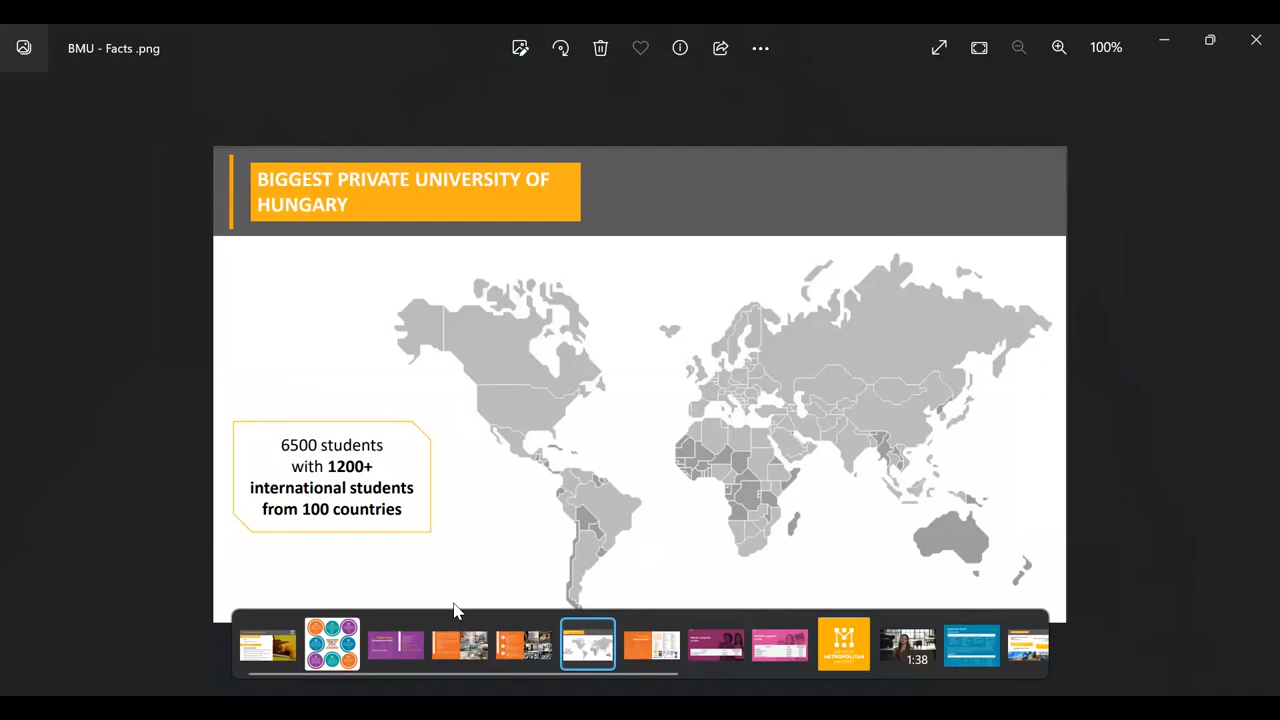 BMU - Facts .png
100%
BIGGEST PRIVATE UNIVERSITY OF
HUNGARY
6500 students
with 1200+
international students
from 100 countries
METROPOLITAN
1:38